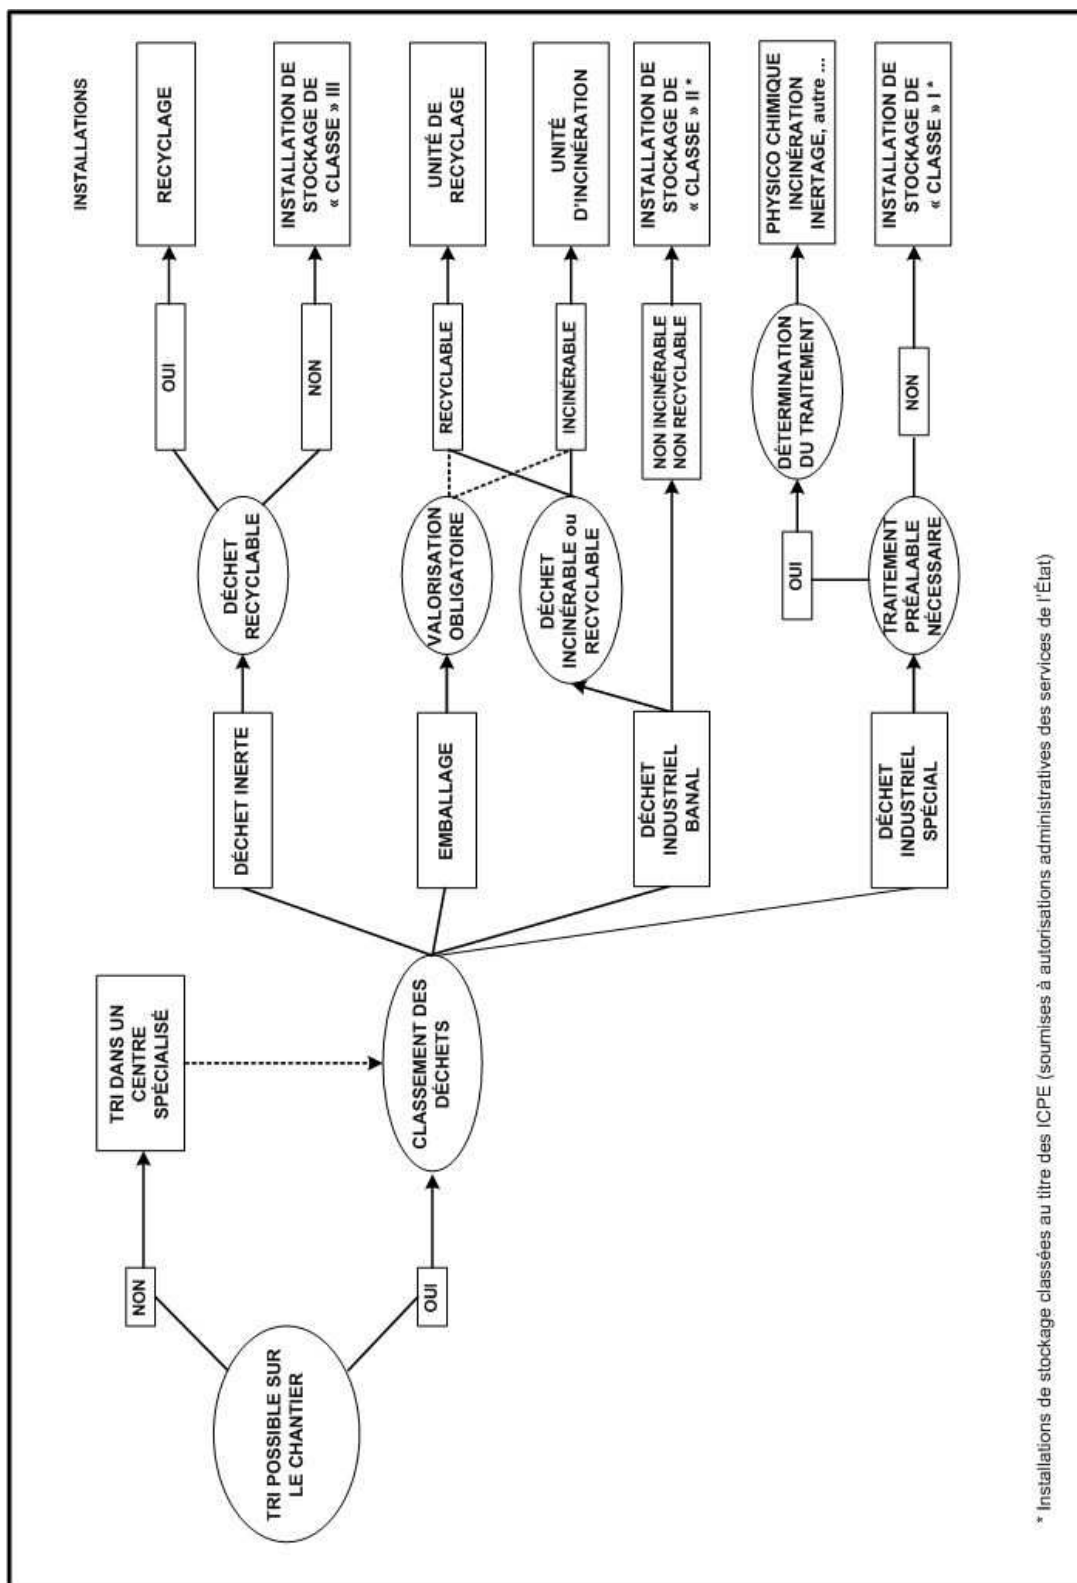 TRI POSSIBLE SUR
LE CHANTIER
NON
OUI
TRI DANS UN
CENTRE
SPÉCIALISÉ
CLASSEMENT DES
DÉCHETS
DÉCHET INERTE
EMBALLAGE
DÉCHET
INDUSTRIEL
BANAL
DÉCHET
INDUSTRIEL
SPÉCIAL
DÉCHET
RECYCLABLE
VALORISATION
OBLIGATOIRE
DÉCHET
INCINÉRABLE ou
RECYCLABLE
TRAITEMENT
PRÉALABLE
NÉCESSAIRE
OUI
NON
RECYCLABLE
INCINÉRABLE
NON INCINÉRABLE
NON RECYCLABLE
OUI
DÉTERMINATION
DU TRAITEMENT
NON
INSTALLATIONS
RECYCLAGE
INSTALLATION DE
STOCKAGE DE
« CLASSE » III
UNITÉ DE
RECYCLAGE
UNITÉ
D'INCINÉRATION
INSTALLATION DE
STOCKAGE DE
« CLASSE » II *
PHYSICO CHIMIQUE
INCINÉRATION
INERTAGE, autre ...
INSTALLATION DE
STOCKAGE DE
« CLASSE » I *
* Installations de stockage classées au titre des ICPE (soumises à autorisations administratives des services de l'État)